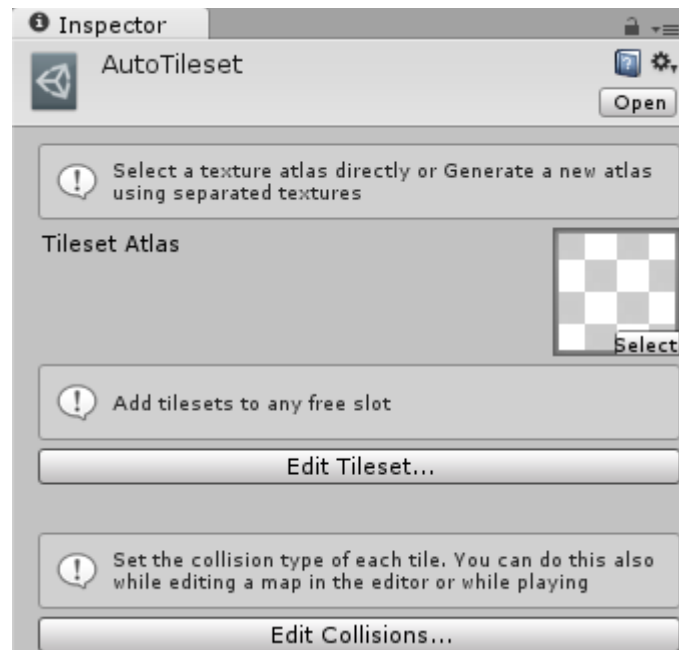 Inspector
AutoTileset
Open
Select a texture atlas directly or Generate a new atlas
using separated textures
Tileset Atlas
Select
Add tilesets to any free slot
Edit Tileset...
Set the collision type of each tile. You can do this also
while editing a map in the editor or while playing
Edit Collisions...